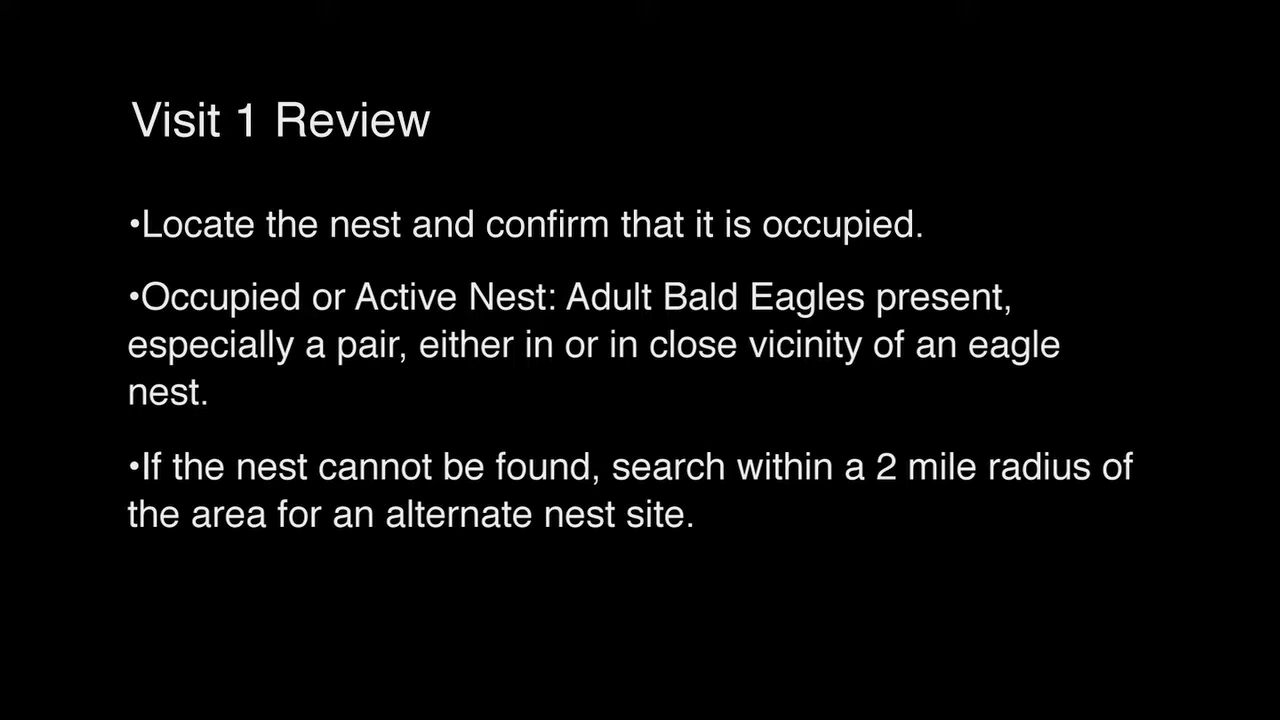 Visit 1 Review
•Locate the nest and confirm that it is occupied.
•Occupied or Active Nest: Adult Bald Eagles present,
especially a pair, either in or in close vicinity of an eagle
nest.
•If the nest cannot be found, search within a 2 mile radius of
the area for an alternate nest site.